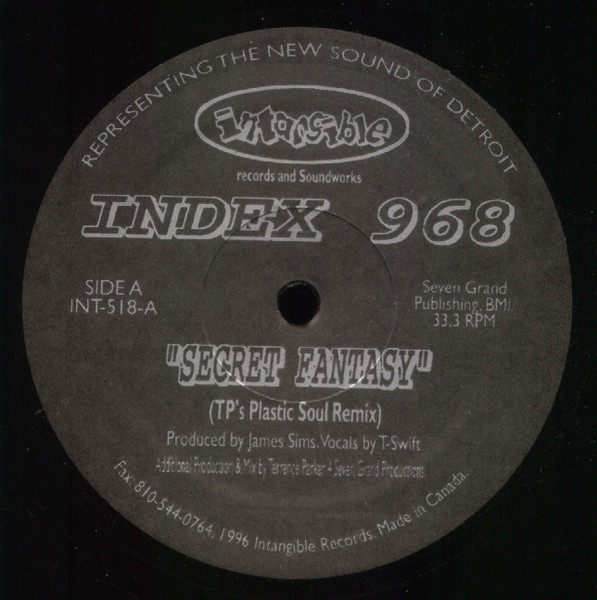 REPRESENTING THE NEW SOUND OF DETROIT
intangible
records and Soundworks
INDEX 968
SIDE A
INT-518-A
Seven Grand
Publishing, BMI.
33.3 RPM
"SECRET FANTASY"
(TP's Plastic Soul Remix)
Produced by James Sims. Vocals by T-Swift
Additional Production & Mix by Terrence Parker 4 Seven Grand Productions
Fax: 810-544-0764, 1996 Intangible Records. Made in Canada.